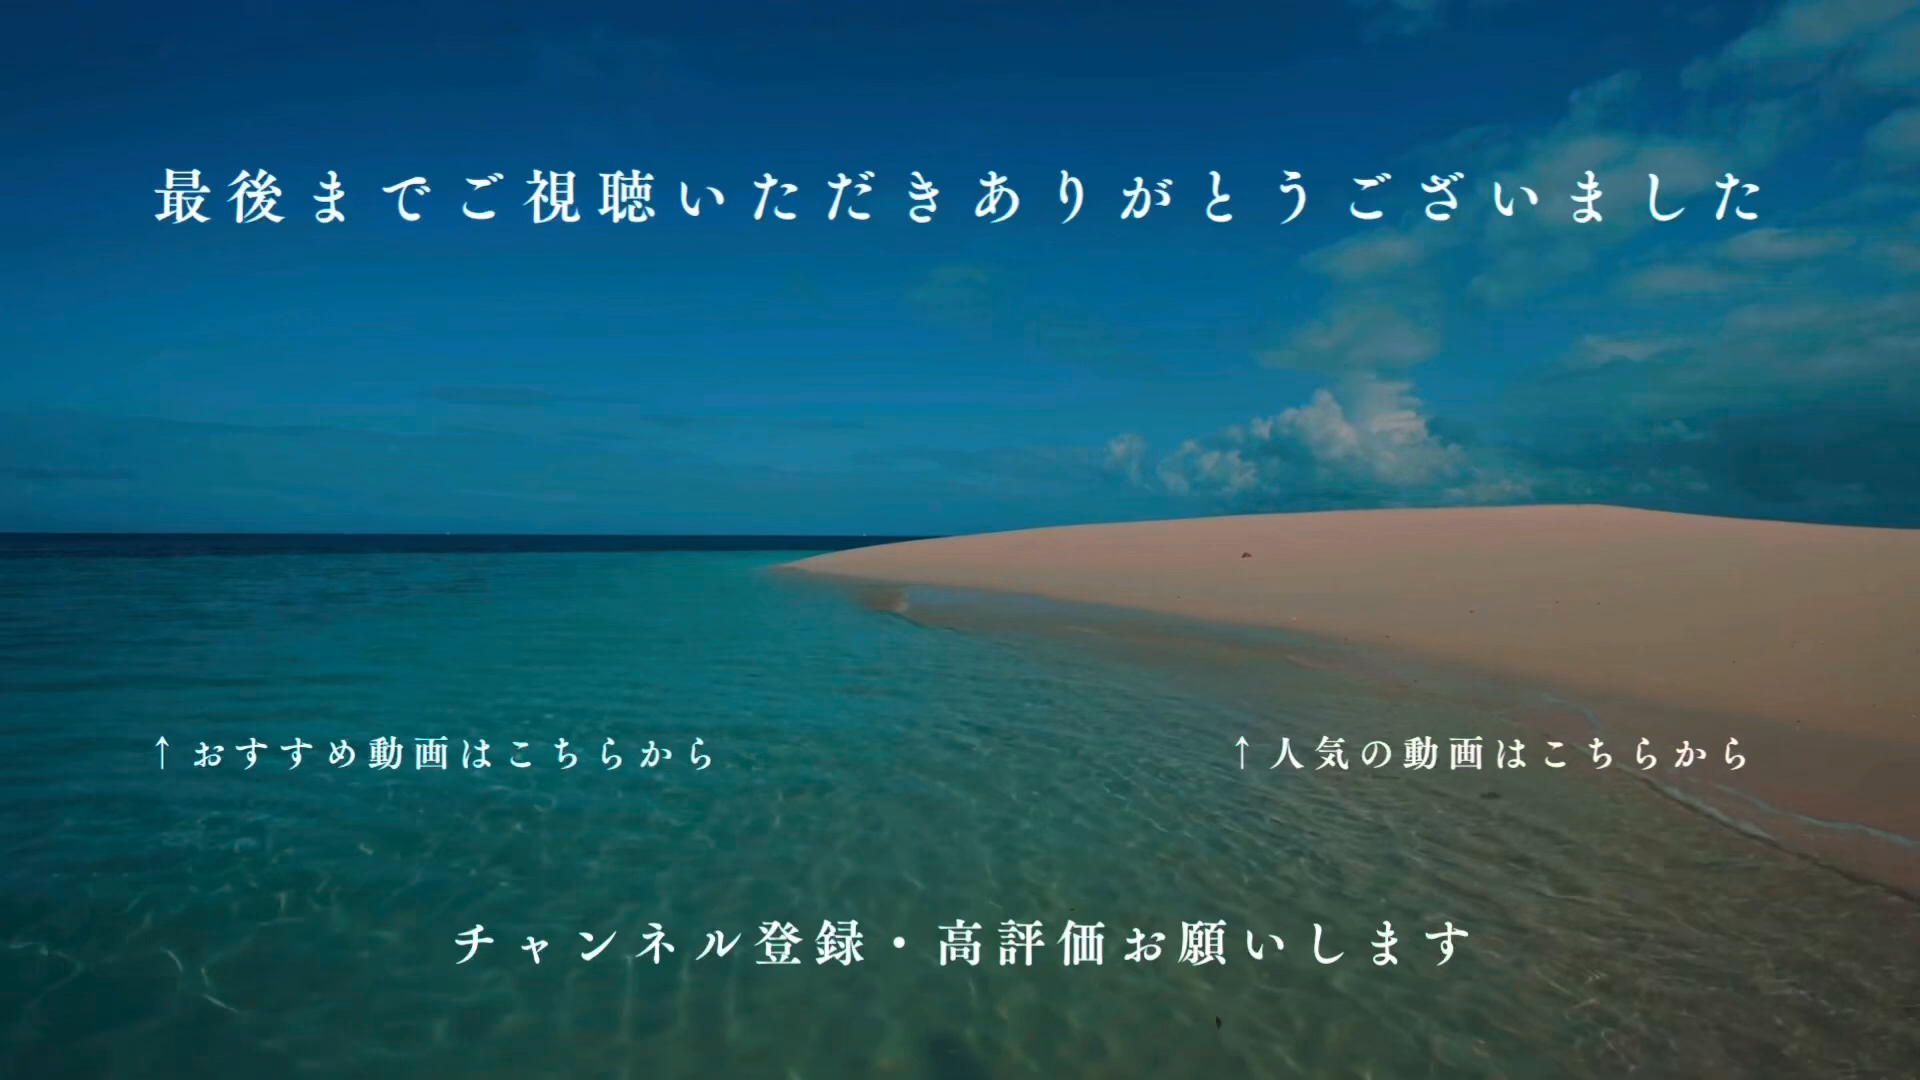 最後までご視聴いただきありがとうございました
↑おすすめ動画はこちらから
↑人気の動画はこちらから
チャンネル登録・高評価お願いします